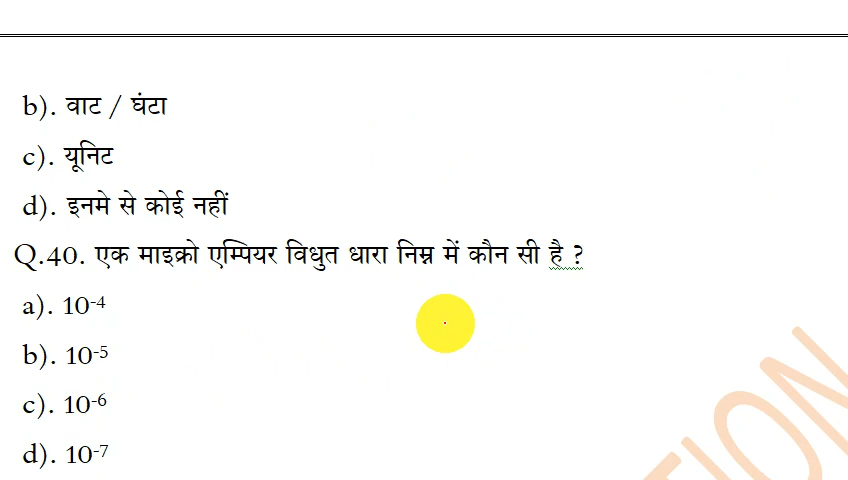 b). वाट / घंटा
c). यूनिट
d). इनमे से कोई नहीं
Q.40. एक माइक्रो एम्पियर विधुत धारा निम्न में कौन सी है ?
a). 10⁻⁴
b). 10⁻⁵
c). 10⁻⁶
d). 10⁻⁷